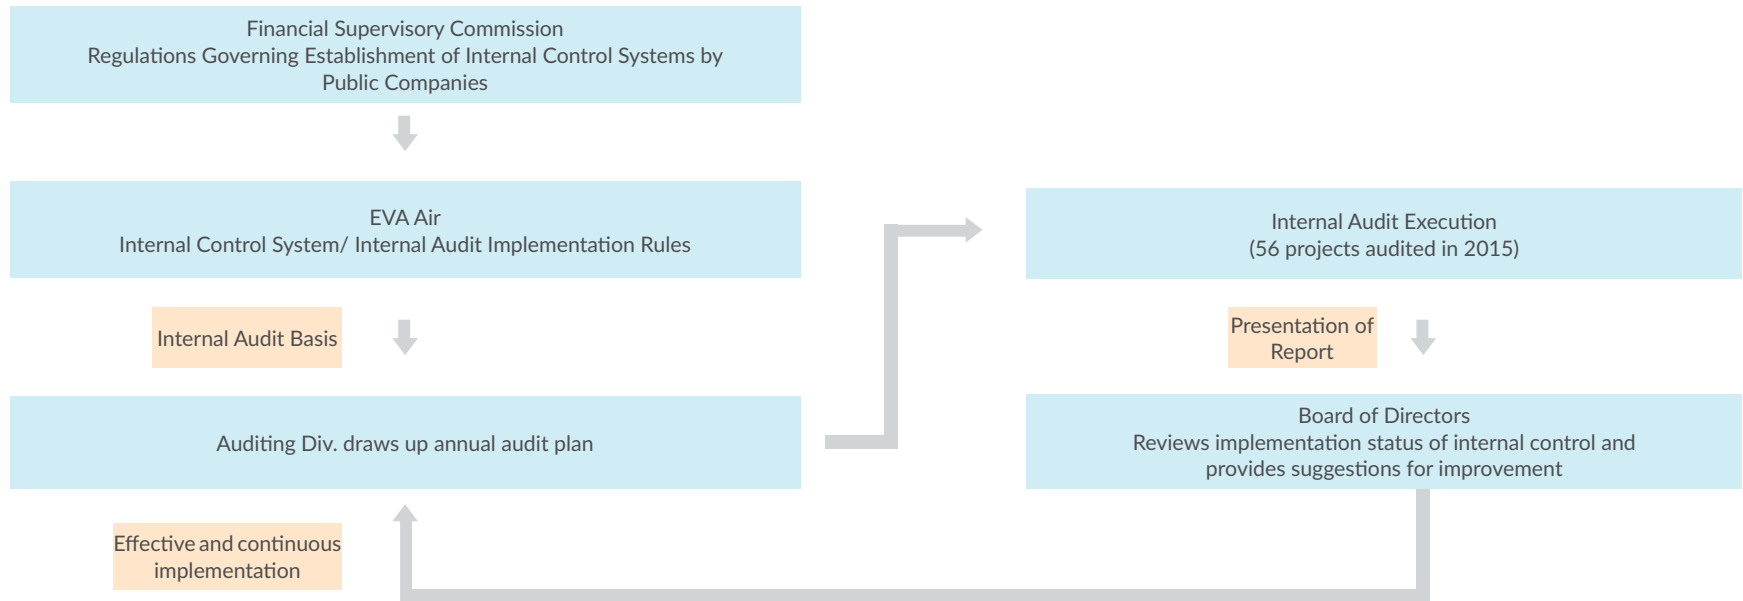 Financial Supervisory Commission
Regulations Governing Establishment of Internal Control Systems by
Public Companies
EVA Air
Internal Control System/ Internal Audit Implementation Rules
Internal Audit Basis
Auditing Div. draws up annual audit plan
Effective and continuous
implementation
Internal Audit Execution
(56 projects audited in 2015)
Presentation of
Report
Board of Directors
Reviews implementation status of internal control and
provides suggestions for improvement